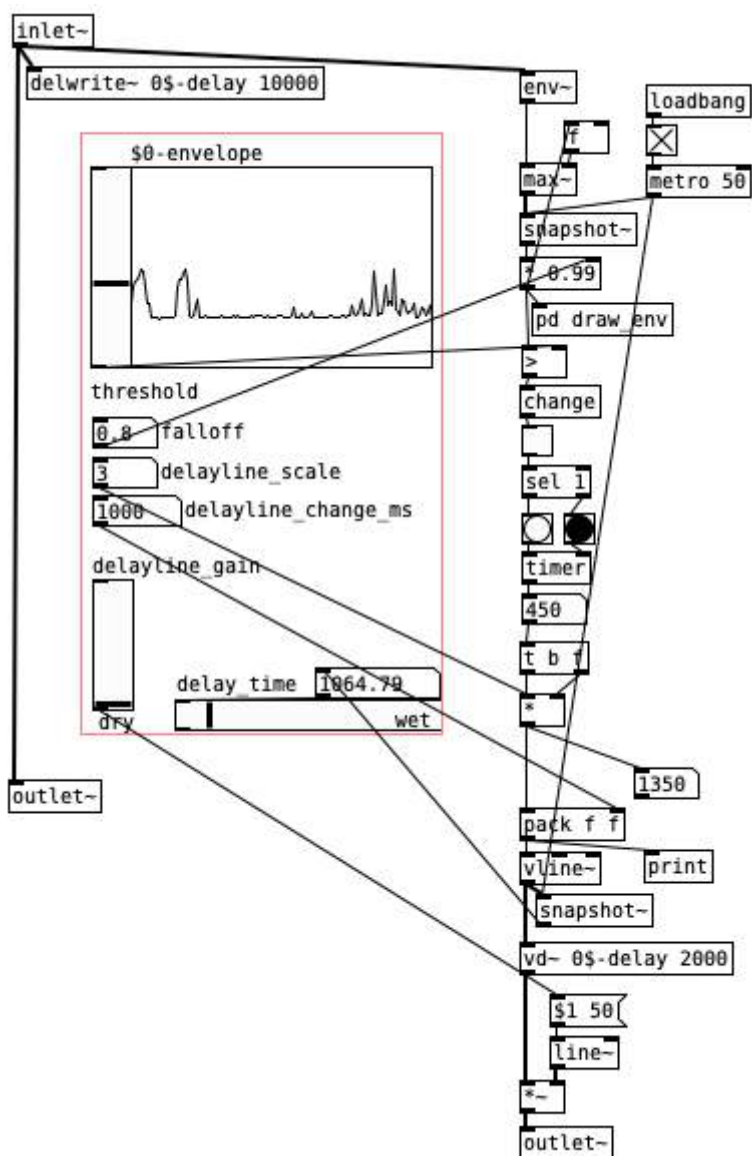 inlet~
delwrite~ 0$-delay 10000
env~
loadbang
f
$0-envelope
max~
metro 50
snapshot~
* 0.99
pd draw_env
>
threshold
change
0.8 falloff
3 delayline_scale
sel 1
1000 delayline_change_ms
delayline_gain
timer
450
t b f
delay_time 1064.79
*
dry
wet
1350
outlet~
pack f f
print
vline~
snapshot~
vd~ 0$-delay 2000
$1 50
line~
*~
outlet~